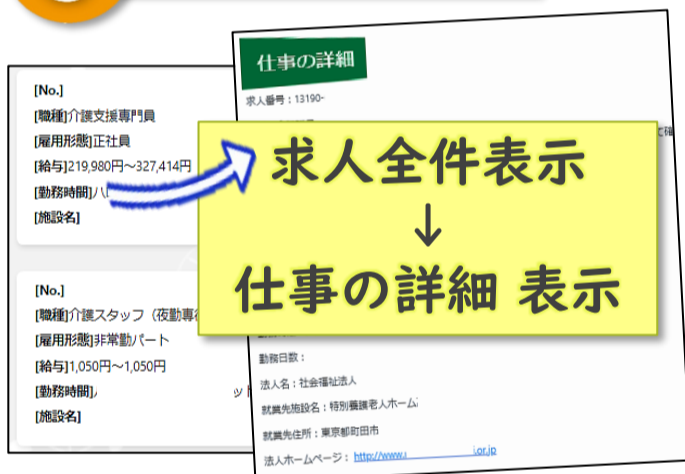 [No.]
[職種]介護支援専門員
[雇用形態]正社員
[給与]219,980円～327,414円
[勤務時間]ハ
[施設名]
[No.]
[職種]介護スタッフ（夜勤専
[雇用形態]非常勤パート
[給与]1,050円～1,050円
[勤務時間]
[施設名]
仕事の詳細
求人番号：13190-
求人全件表示
↓
仕事の詳細 表示
勤務日数：
法人名：社会福祉法人
就業先施設名：特別養護老人ホーム
就業先住所：東京都町田市
法人ホームページ： http://www. i.or.jp